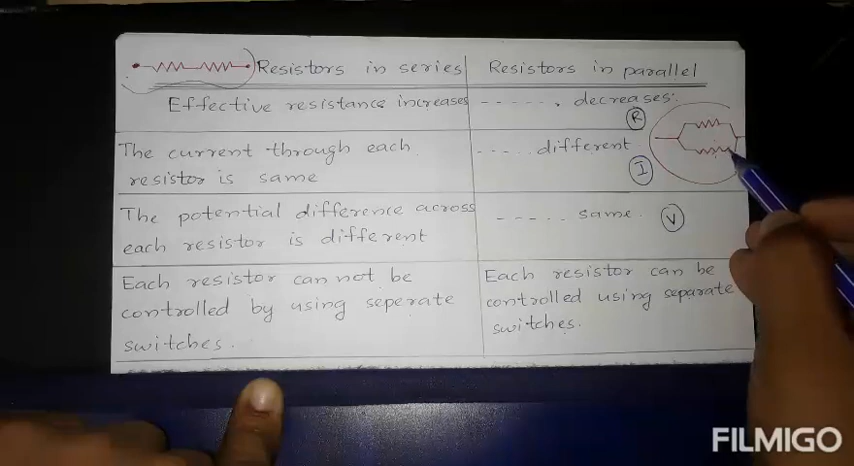 Resistors in series Resistors in parallel
Effective resistance increases ------, decreases:
R
The current through each
resistor is same
----- different
I
The potential difference across
each resistor is different
----- same.
V
Each resistor can not be
controlled by using seperate
switches.
Each resistor can be
controlled using separate
switches.
FILMIGO